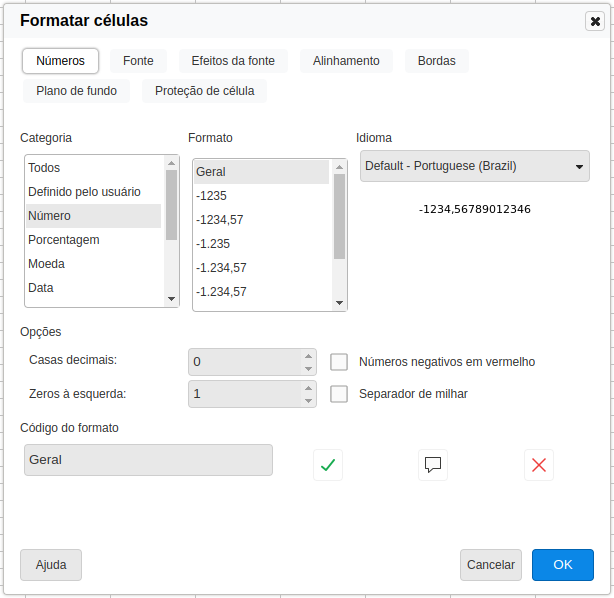 Formatar células
Números Fonte Efeitos da fonte Alinhamento Bordas
Plano de fundo Proteção de célula
Categoria Formato Idioma
Todos
Definido pelo usuário
Número
Porcentagem
Moeda
Data
Geral
-1235
-1234,57
-1.235
-1.234,57
-1.234,57
Default - Portuguese (Brazil)
-1234,56789012346
Opções
Casas decimais: 0 Números negativos em vermelho
Zeros à esquerda: 1 Separador de milhar
Código do formato
Geral
Ajuda Cancelar OK